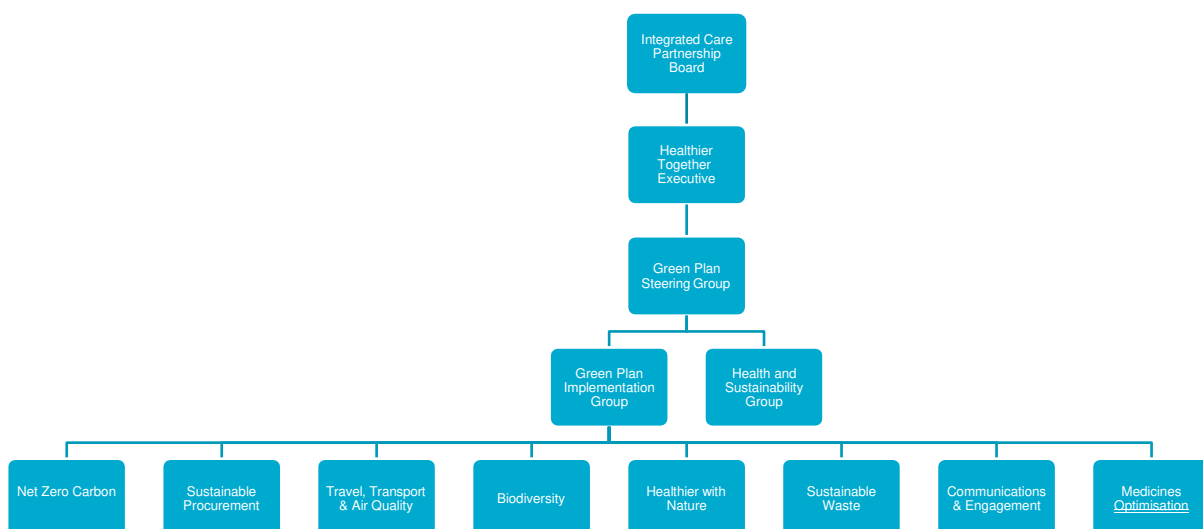 Integrated Care
Partnership
Board
Healthier
Together
Executive
Green Plan
Steering Group
Green Plan
Implementation
Group
Health and
Sustainability
Group
Net Zero Carbon
Sustainable
Procurement
Travel, Transport
& Air Quality
Biodiversity
Healthier with
Nature
Sustainable
Waste
Communications
& Engagement
Medicines
Optimisation